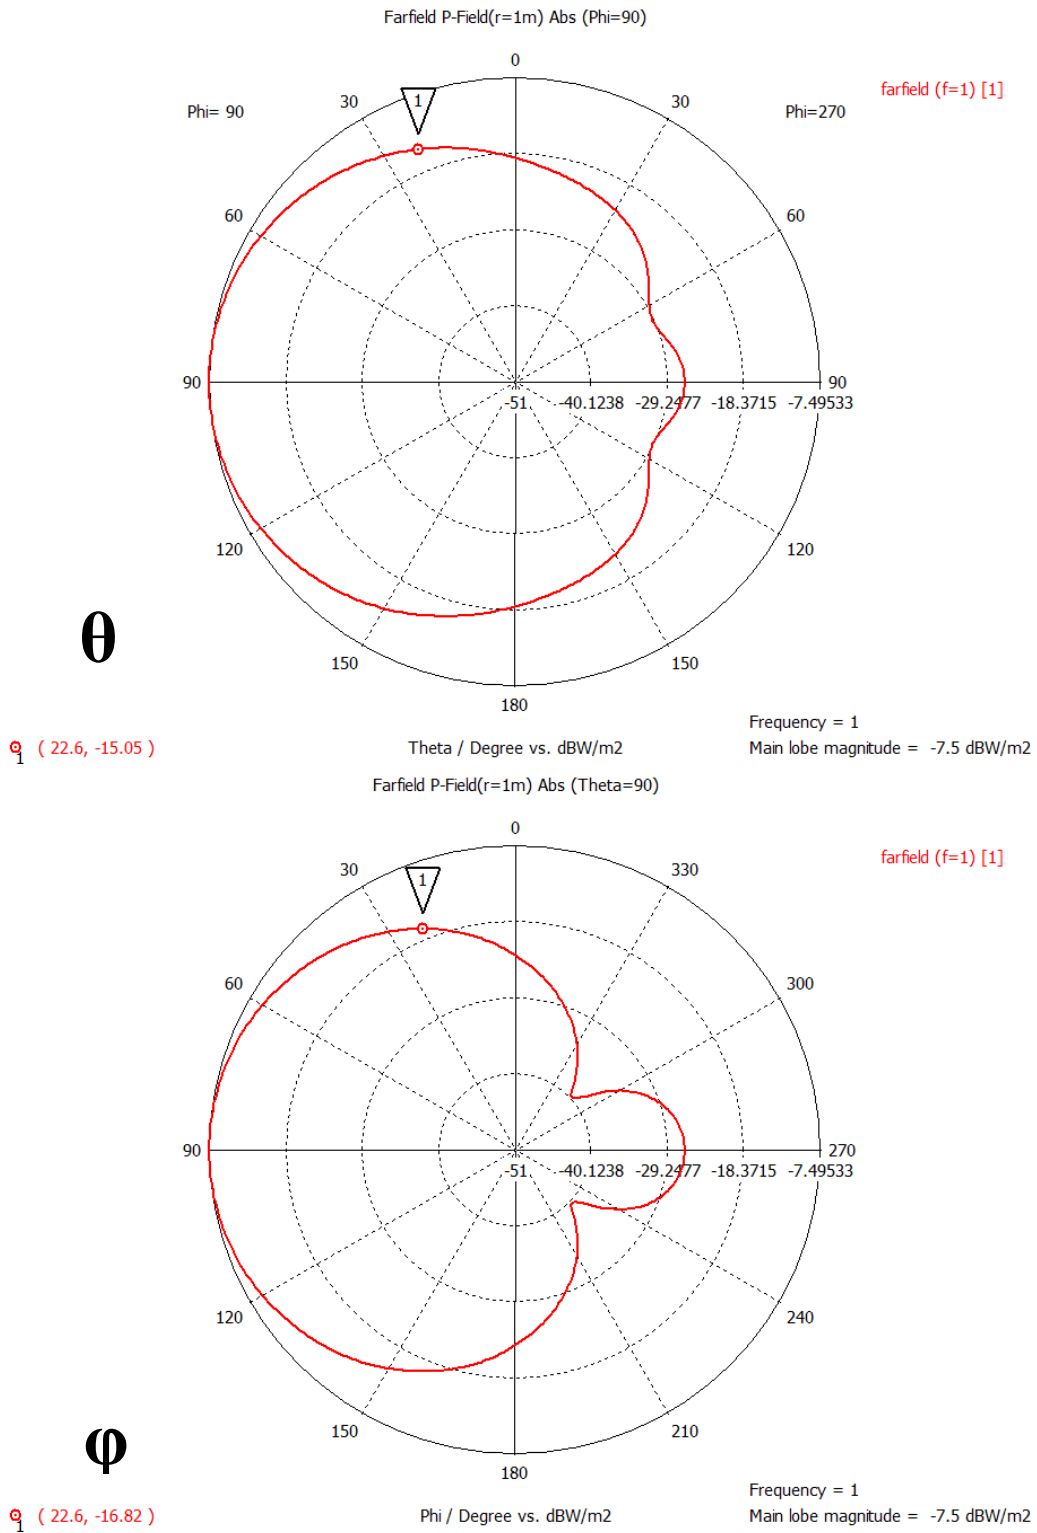 Farfield P-Field(r=1m) Abs (Phi=90)
0
farfield (f=1) [1]
Phi= 90
30
1
30
Phi=270
60
60
90
90
-51
-40.1238
-29.2477
-18.3715
-7.49533
120
120
θ
150
150
180
Frequency = 1
1 ( 22.6, -15.05 )
Theta / Degree vs. dBW/m2
Main lobe magnitude = -7.5 dBW/m2
Farfield P-Field(r=1m) Abs (Theta=90)
0
farfield (f=1) [1]
30
1
330
60
300
90
270
-51
-40.1238
-29.2477
-18.3715
-7.49533
120
240
φ
150
210
180
Frequency = 1
1 ( 22.6, -16.82 )
Phi / Degree vs. dBW/m2
Main lobe magnitude = -7.5 dBW/m2